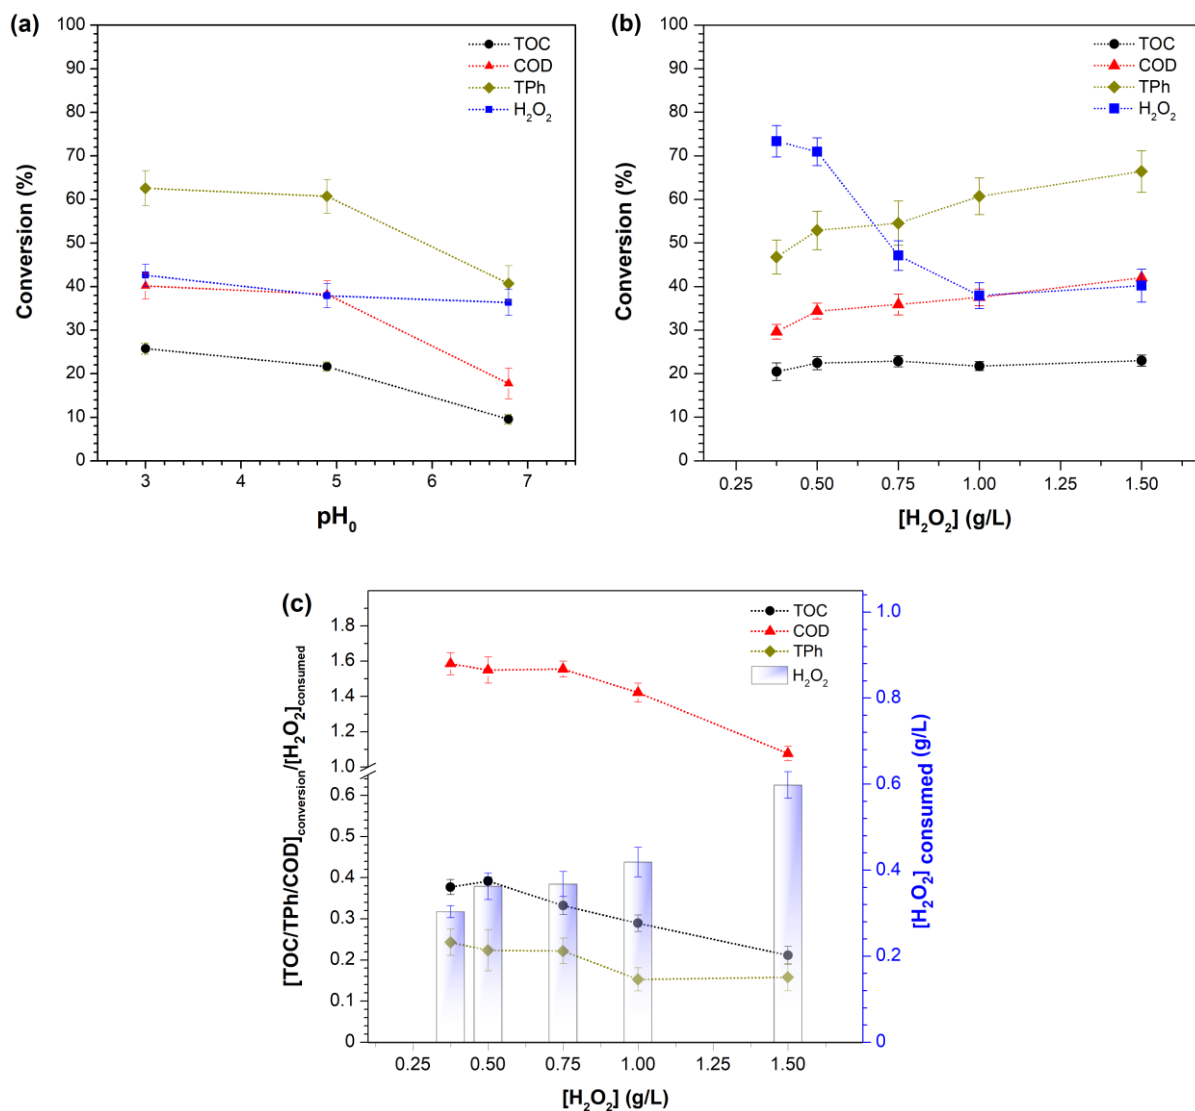 (a)
100
90
80
70
60
50
40
30
20
10
0
Conversion (%)
TOC
COD
TPh
H₂O₂
3
4
5
6
7
pH₀
(b)
100
90
80
70
60
50
40
30
20
10
0
Conversion (%)
TOC
COD
TPh
H₂O₂
0.25
0.50
0.75
1.00
1.25
1.50
[H₂O₂] (g/L)
(c)
1.8
1.6
1.4
1.2
1.1
1.0
0.6
0.5
0.4
0.3
0.2
0.1
0
[TOC/TPh/COD]conversion/[H₂O₂]consumed
TOC
COD
TPh
H₂O₂
1.0
0.8
0.6
0.4
0.2
0
[H₂O₂] consumed (g/L)
0.25
0.50
0.75
1.00
1.25
1.50
[H₂O₂] (g/L)